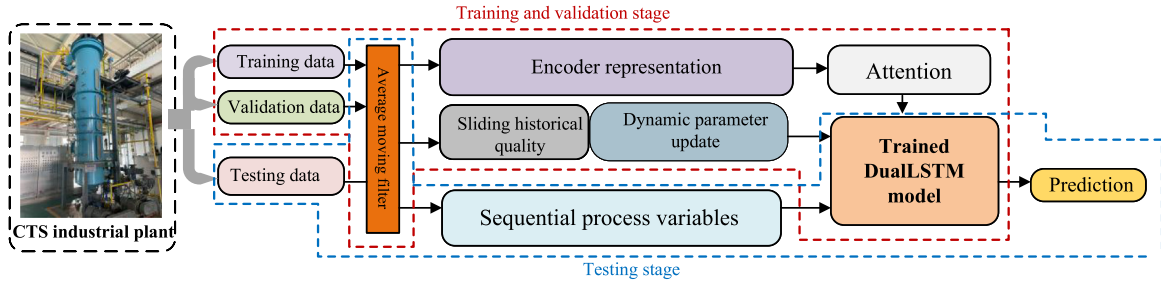 Training and validation stage
Training data
Validation data
Testing data
CTS industrial plant
Average moving filter
Encoder representation
Attention
Sliding historical
quality
Dynamic parameter
update
Sequential process variables
Trained
DualLSTM
model
Prediction
Testing stage